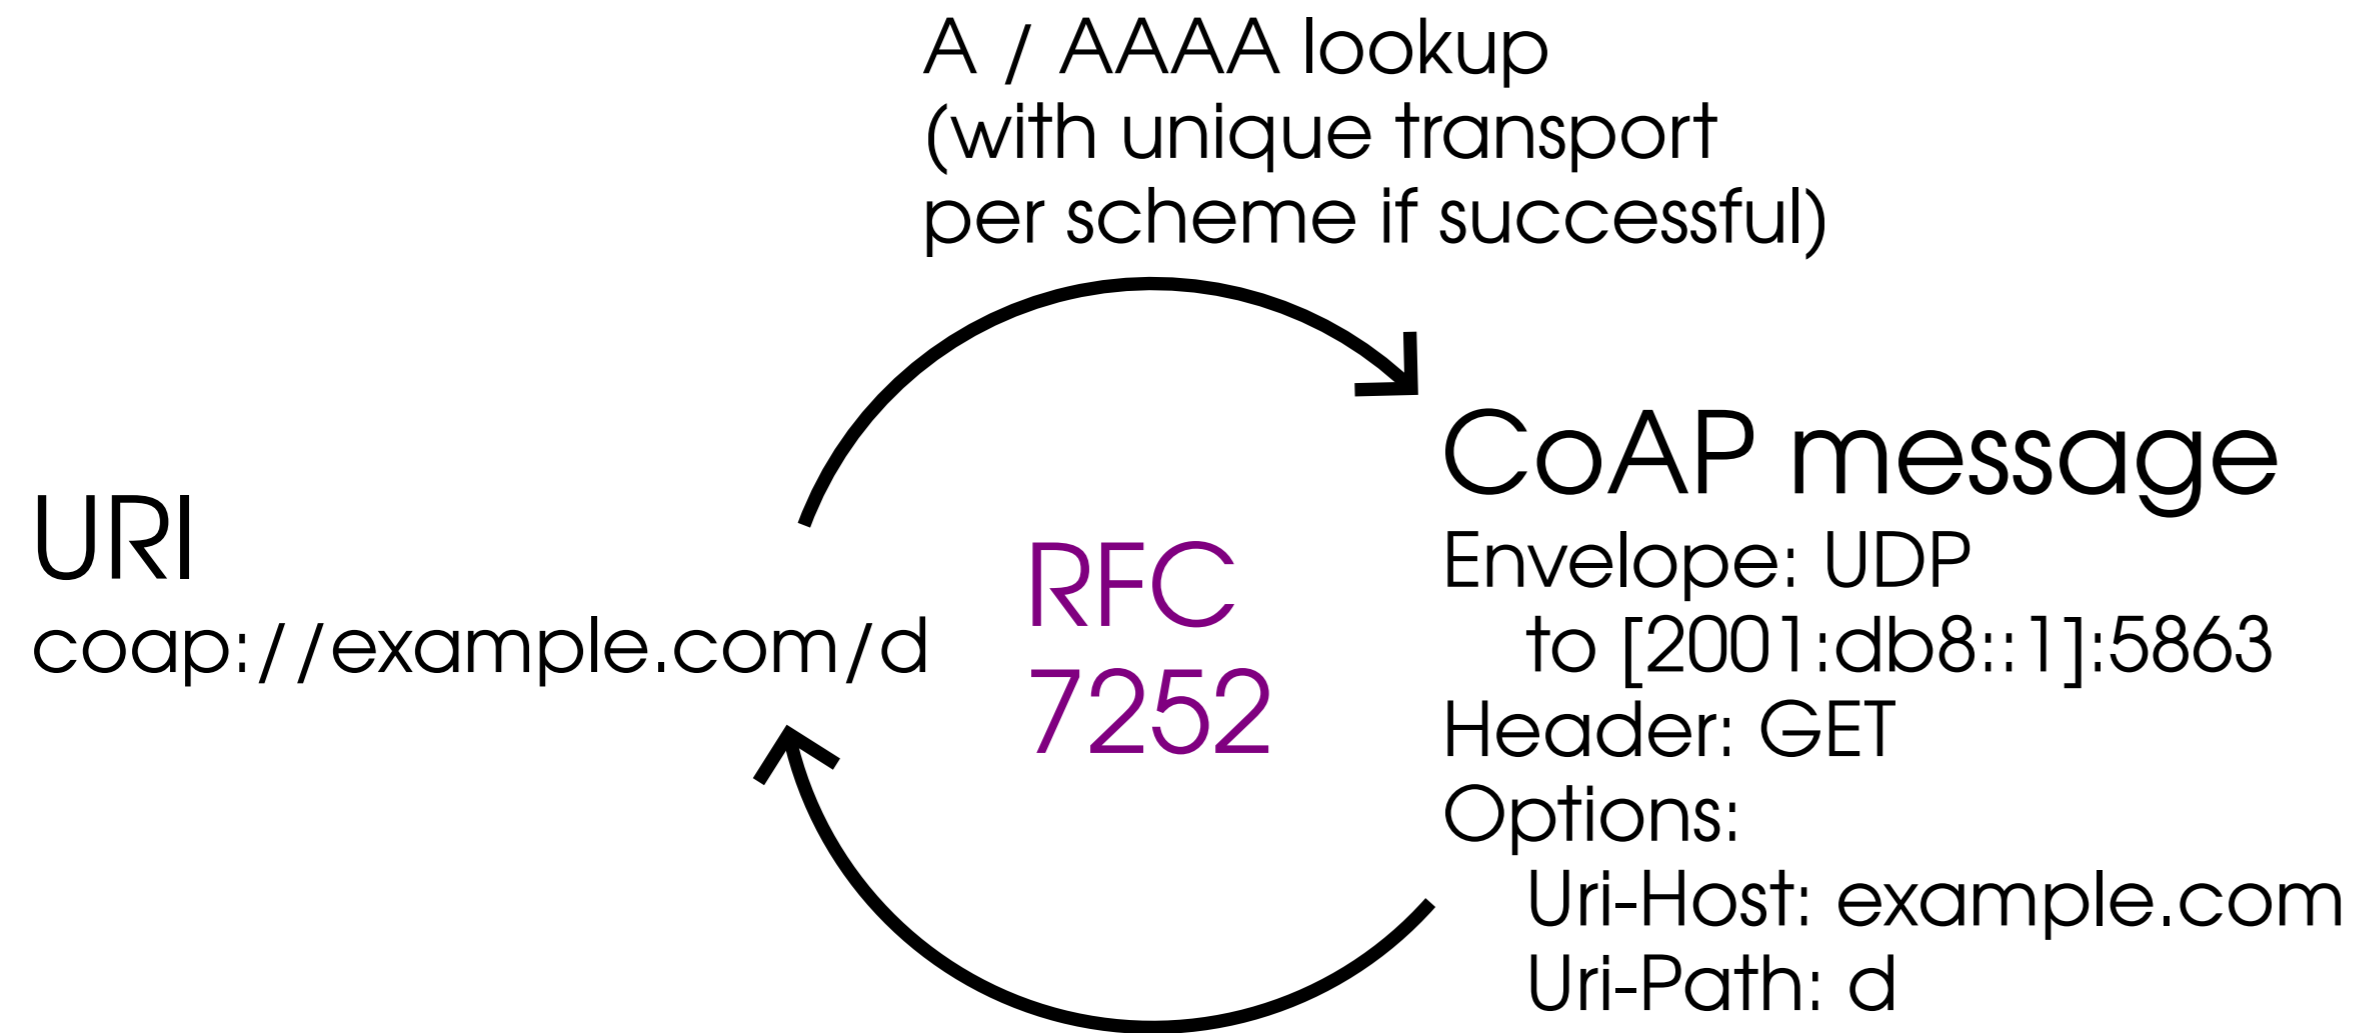 A / AAAA lookup
(with unique transport
per scheme if successful)
URI
coap://example.com/d
RFC
7252
CoAP message
Envelope: UDP
to [2001:db8::1]:5863
Header: GET
Options:
Uri-Host: example.com
Uri-Path: d